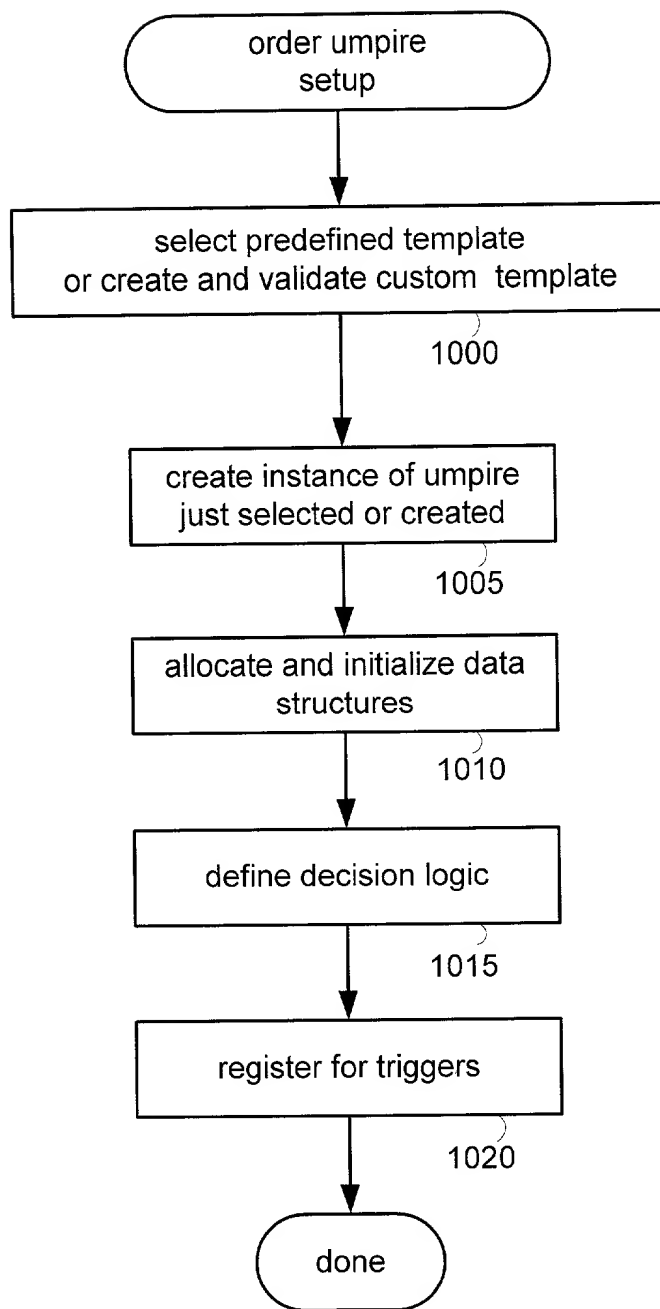 order umpire
setup
select predefined template
or create and validate custom template
1000
create instance of umpire
just selected or created
1005
allocate and initialize data
structures
1010
define decision logic
1015
register for triggers
1020
done